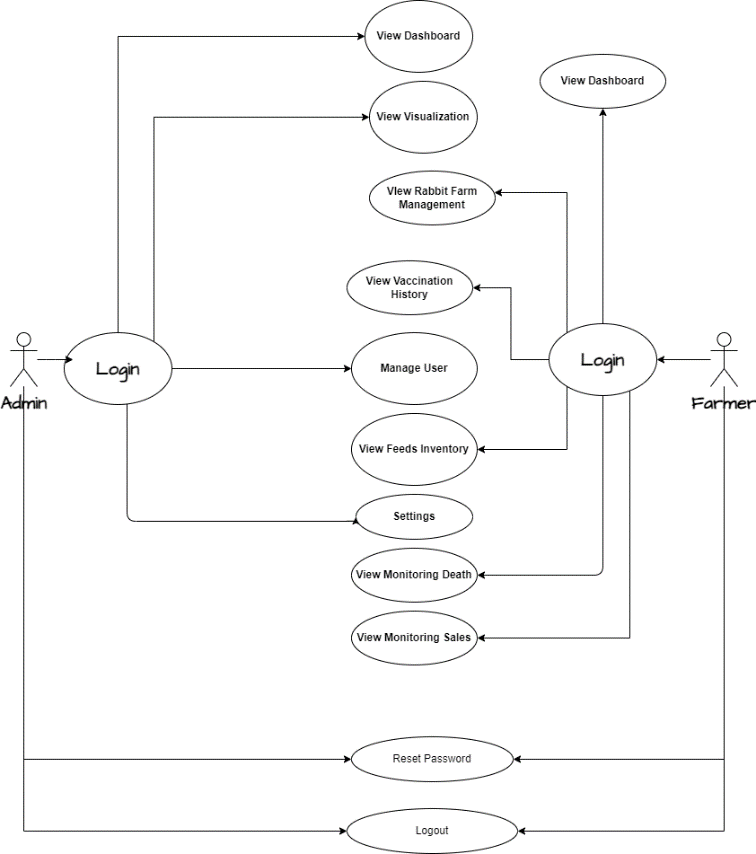 View Dashboard
View Dashboard
View Visualization
VIew Rabbit Farm
Management
View Vaccination
History
Login
Login
Manage User
Admin
Farmer
View Feeds Inventory
Settings
View Monitoring Death
View Monitoring Sales
Reset Password
Logout